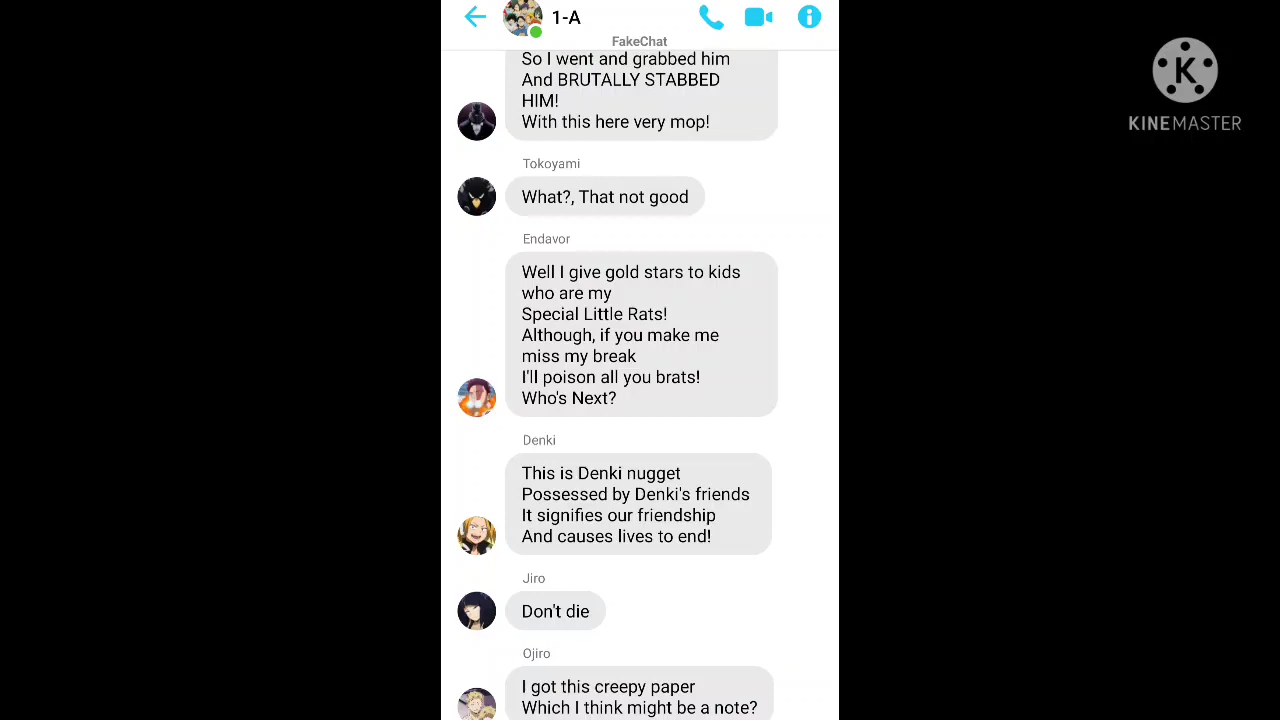 1-A
FakeChat
So I went and grabbed him
And BRUTALLY STABBED
HIM!
With this here very mop!
Tokoyami
What?, That not good
Endavor
Well I give gold stars to kids
who are my
Special Little Rats!
Although, if you make me
miss my break
I'll poison all you brats!
Who's Next?
Denki
This is Denki nugget
Possessed by Denki's friends
It signifies our friendship
And causes lives to end!
Jiro
Don't die
Ojiro
I got this creepy paper
Which I think might be a note?
K
KINEMASTER